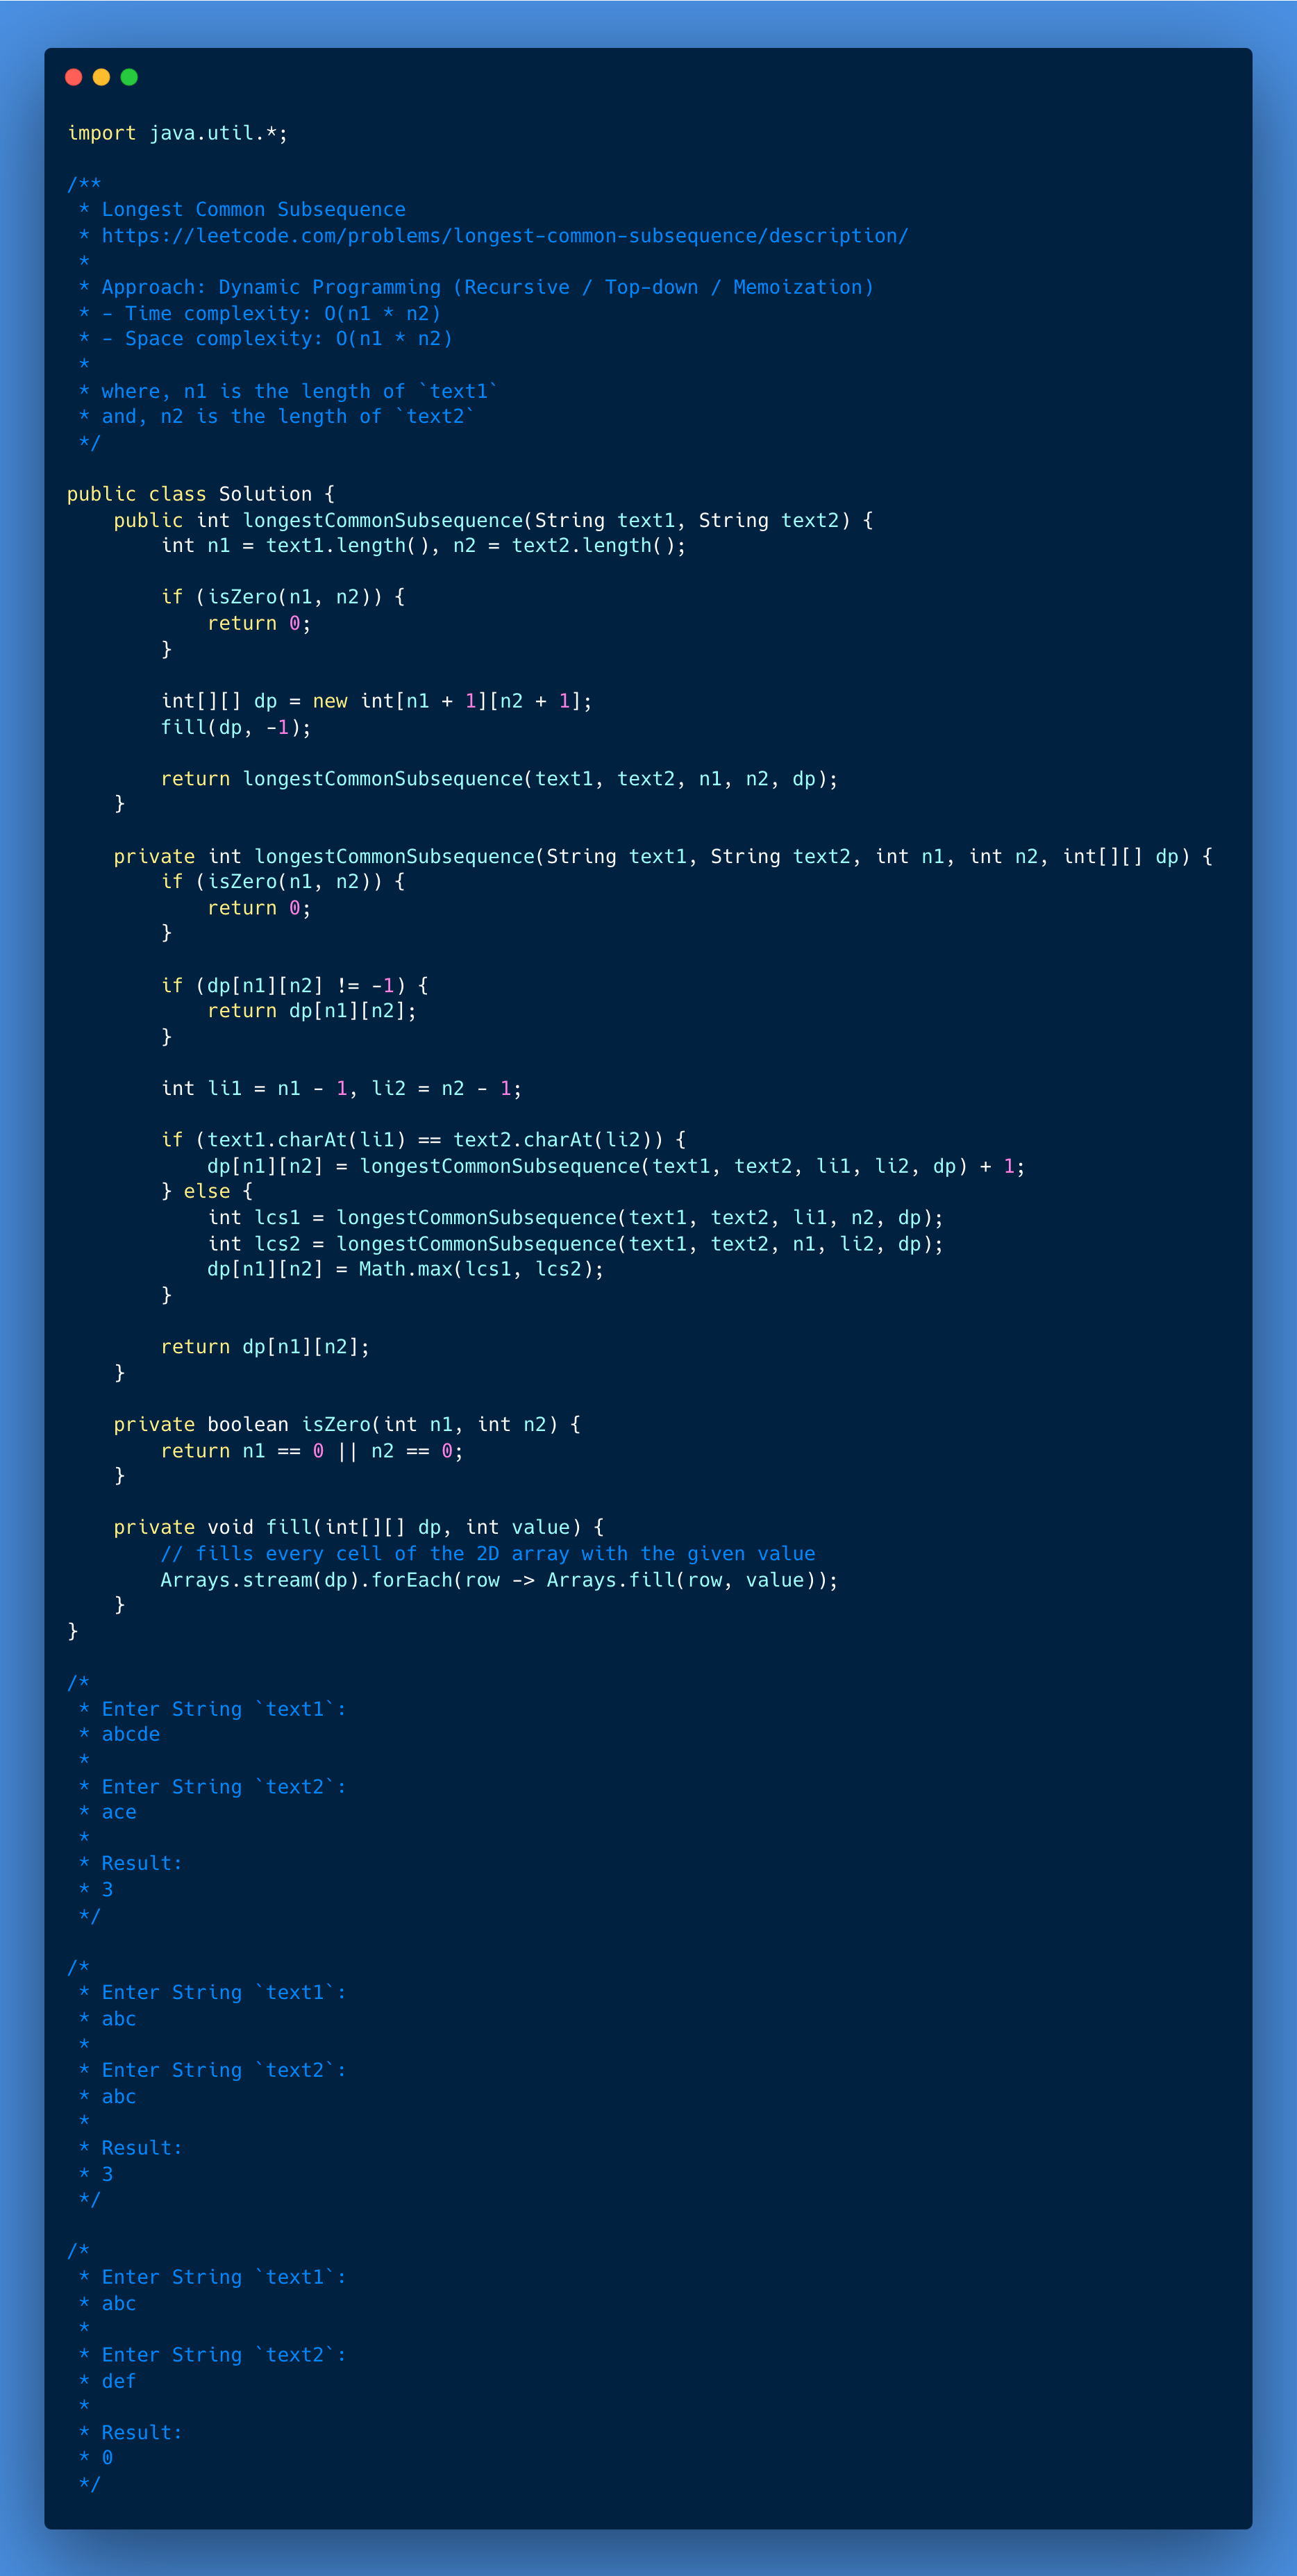 import java.util.*;

/**
 * Longest Common Subsequence
 * https://leetcode.com/problems/longest-common-subsequence/description/
 *
 * Approach: Dynamic Programming (Recursive / Top-down / Memoization)
 * - Time complexity: O(n1 * n2)
 * - Space complexity: O(n1 * n2)
 *
 * where, n1 is the length of `text1`
 * and, n2 is the length of `text2`
 */

public class Solution {
    public int longestCommonSubsequence(String text1, String text2) {
        int n1 = text1.length(), n2 = text2.length();

        if (isZero(n1, n2)) {
            return 0;
        }

        int[][] dp = new int[n1 + 1][n2 + 1];
        fill(dp, -1);

        return longestCommonSubsequence(text1, text2, n1, n2, dp);
    }

    private int longestCommonSubsequence(String text1, String text2, int n1, int n2, int[][] dp) {
        if (isZero(n1, n2)) {
            return 0;
        }

        if (dp[n1][n2] != -1) {
            return dp[n1][n2];
        }

        int li1 = n1 - 1, li2 = n2 - 1;

        if (text1.charAt(li1) == text2.charAt(li2)) {
            dp[n1][n2] = longestCommonSubsequence(text1, text2, li1, li2, dp) + 1;
        } else {
            int lcs1 = longestCommonSubsequence(text1, text2, li1, n2, dp);
            int lcs2 = longestCommonSubsequence(text1, text2, n1, li2, dp);
            dp[n1][n2] = Math.max(lcs1, lcs2);
        }

        return dp[n1][n2];
    }

    private boolean isZero(int n1, int n2) {
        return n1 == 0 || n2 == 0;
    }

    private void fill(int[][] dp, int value) {
        // fills every cell of the 2D array with the given value
        Arrays.stream(dp).forEach(row -> Arrays.fill(row, value));
    }
}

/*
 * Enter String `text1`:
 * abcde
 *
 * Enter String `text2`:
 * ace
 *
 * Result:
 * 3
 */

/*
 * Enter String `text1`:
 * abc
 *
 * Enter String `text2`:
 * abc
 *
 * Result:
 * 3
 */

/*
 * Enter String `text1`:
 * abc
 *
 * Enter String `text2`:
 * def
 *
 * Result:
 * 0
 */